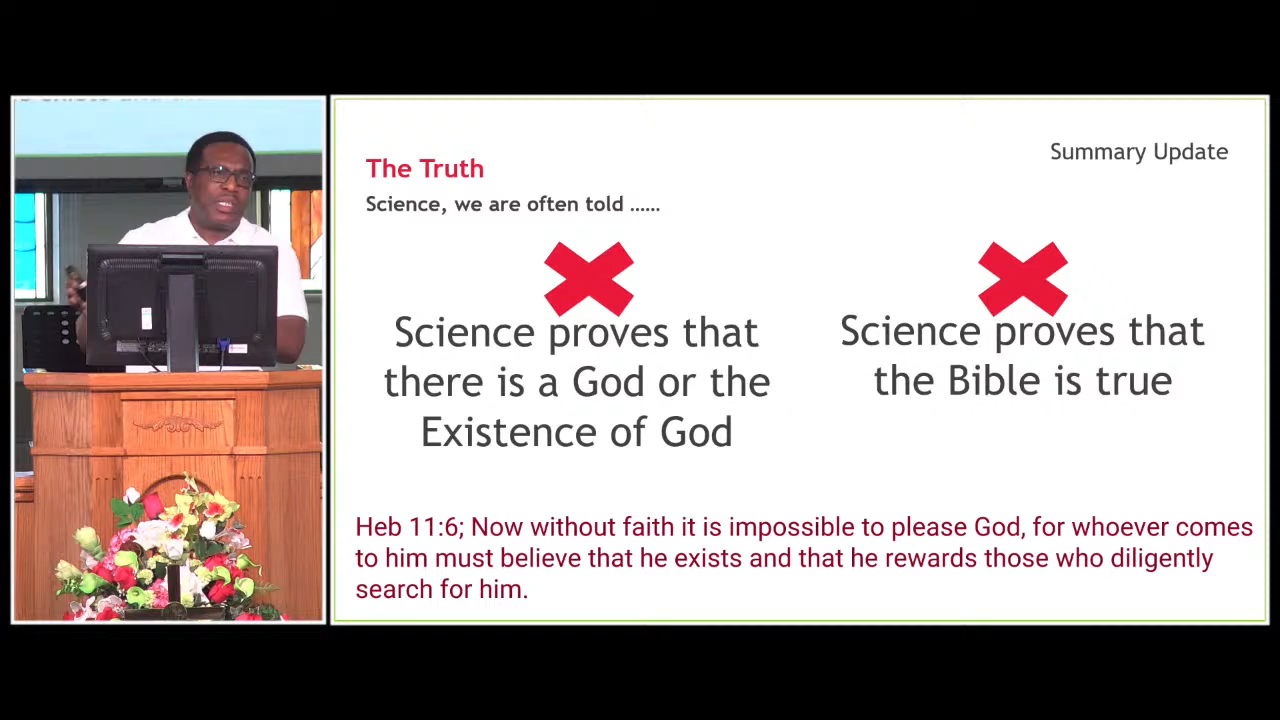 Summary Update
The Truth
Science, we are often told ......
Science proves that
there is a God or the
Existence of God
Science proves that
the Bible is true
Heb 11:6; Now without faith it is impossible to please God, for whoever comes
to him must believe that he exists and that he rewards those who diligently
search for him.